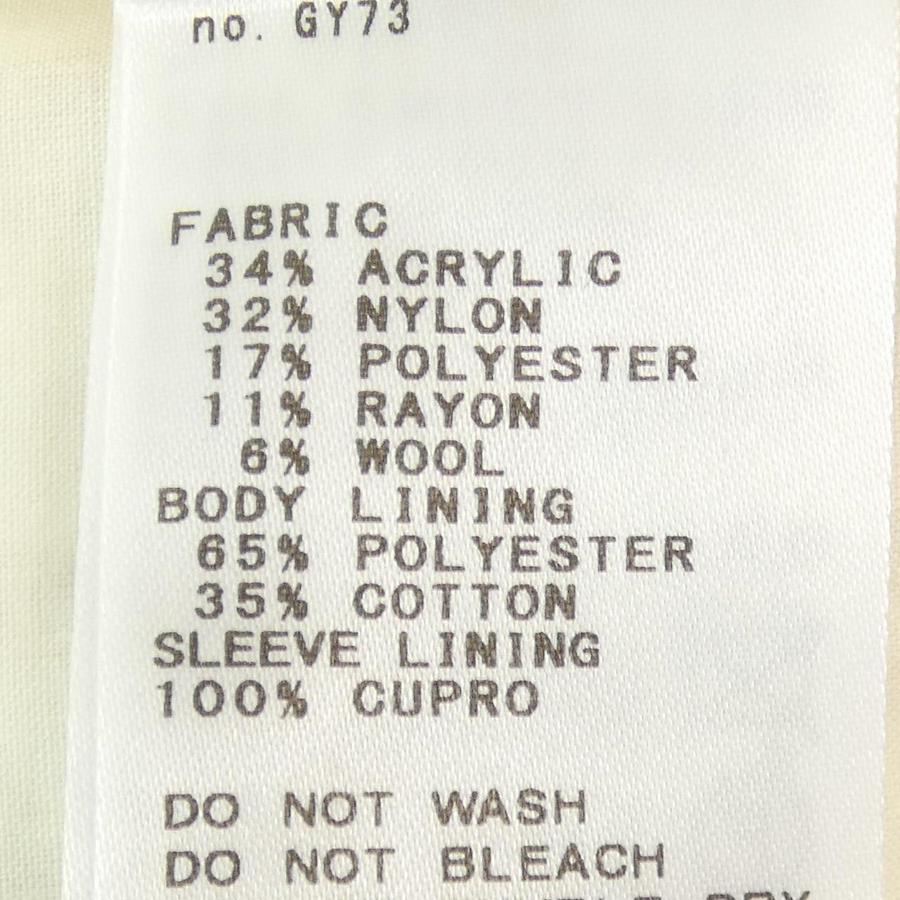 no. GY73
FABRIC
34% ACRYLIC
32% NYLON
17% POLYESTER
11% RAYON
6% WOOL
BODY LINING
65% POLYESTER
35% COTTON
SLEEVE LINING
100% CUPRO
DO NOT WASH
DO NOT BLEACH
DRY